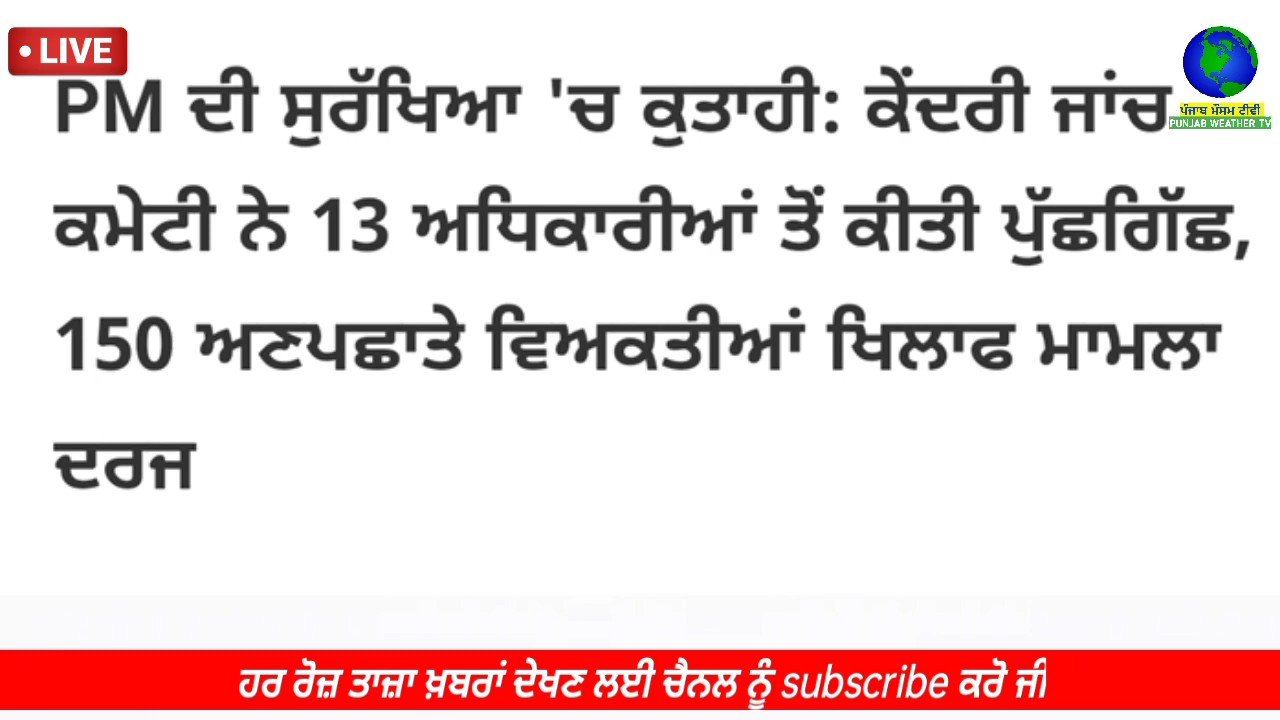 LIVE
PM ਦੀ ਸੁਰੱਖਿਆ 'ਚ ਕੁਤਾਹੀ: ਕੇਂਦਰੀ ਜਾਂਚ
ਪੰਜਾਬ ਮੌਸਮ ਟੀਵੀ
PUNJAB WEATHER TV
ਕਮੇਟੀ ਨੇ 13 ਅਧਿਕਾਰੀਆਂ ਤੋਂ ਕੀਤੀ ਪੁੱਛਗਿੱਛ,
150 ਅਣਪਛਾਤੇ ਵਿਅਕਤੀਆਂ ਖਿਲਾਫ ਮਾਮਲਾ
ਦਰਜ
ਹਰ ਰੋਜ਼ ਤਾਜ਼ਾ ਖ਼ਬਰਾਂ ਦੇਖਣ ਲਈ ਚੈਨਲ ਨੂੰ subscribe ਕਰੋ ਜੀ